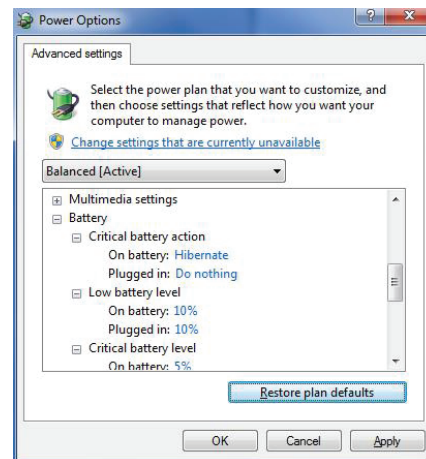 Power Options
Advanced settings
Select the power plan that you want to customize, and
then choose settings that reflect how you want your
computer to manage power.
Change settings that are currently unavailable
Balanced [Active]
Multimedia settings
Battery
Critical battery action
On battery: Hibernate
Plugged in: Do nothing
Low battery level
On battery: 10%
Plugged in: 10%
Critical battery level
On battery: 5%
Restore plan defaults
OK Cancel Apply